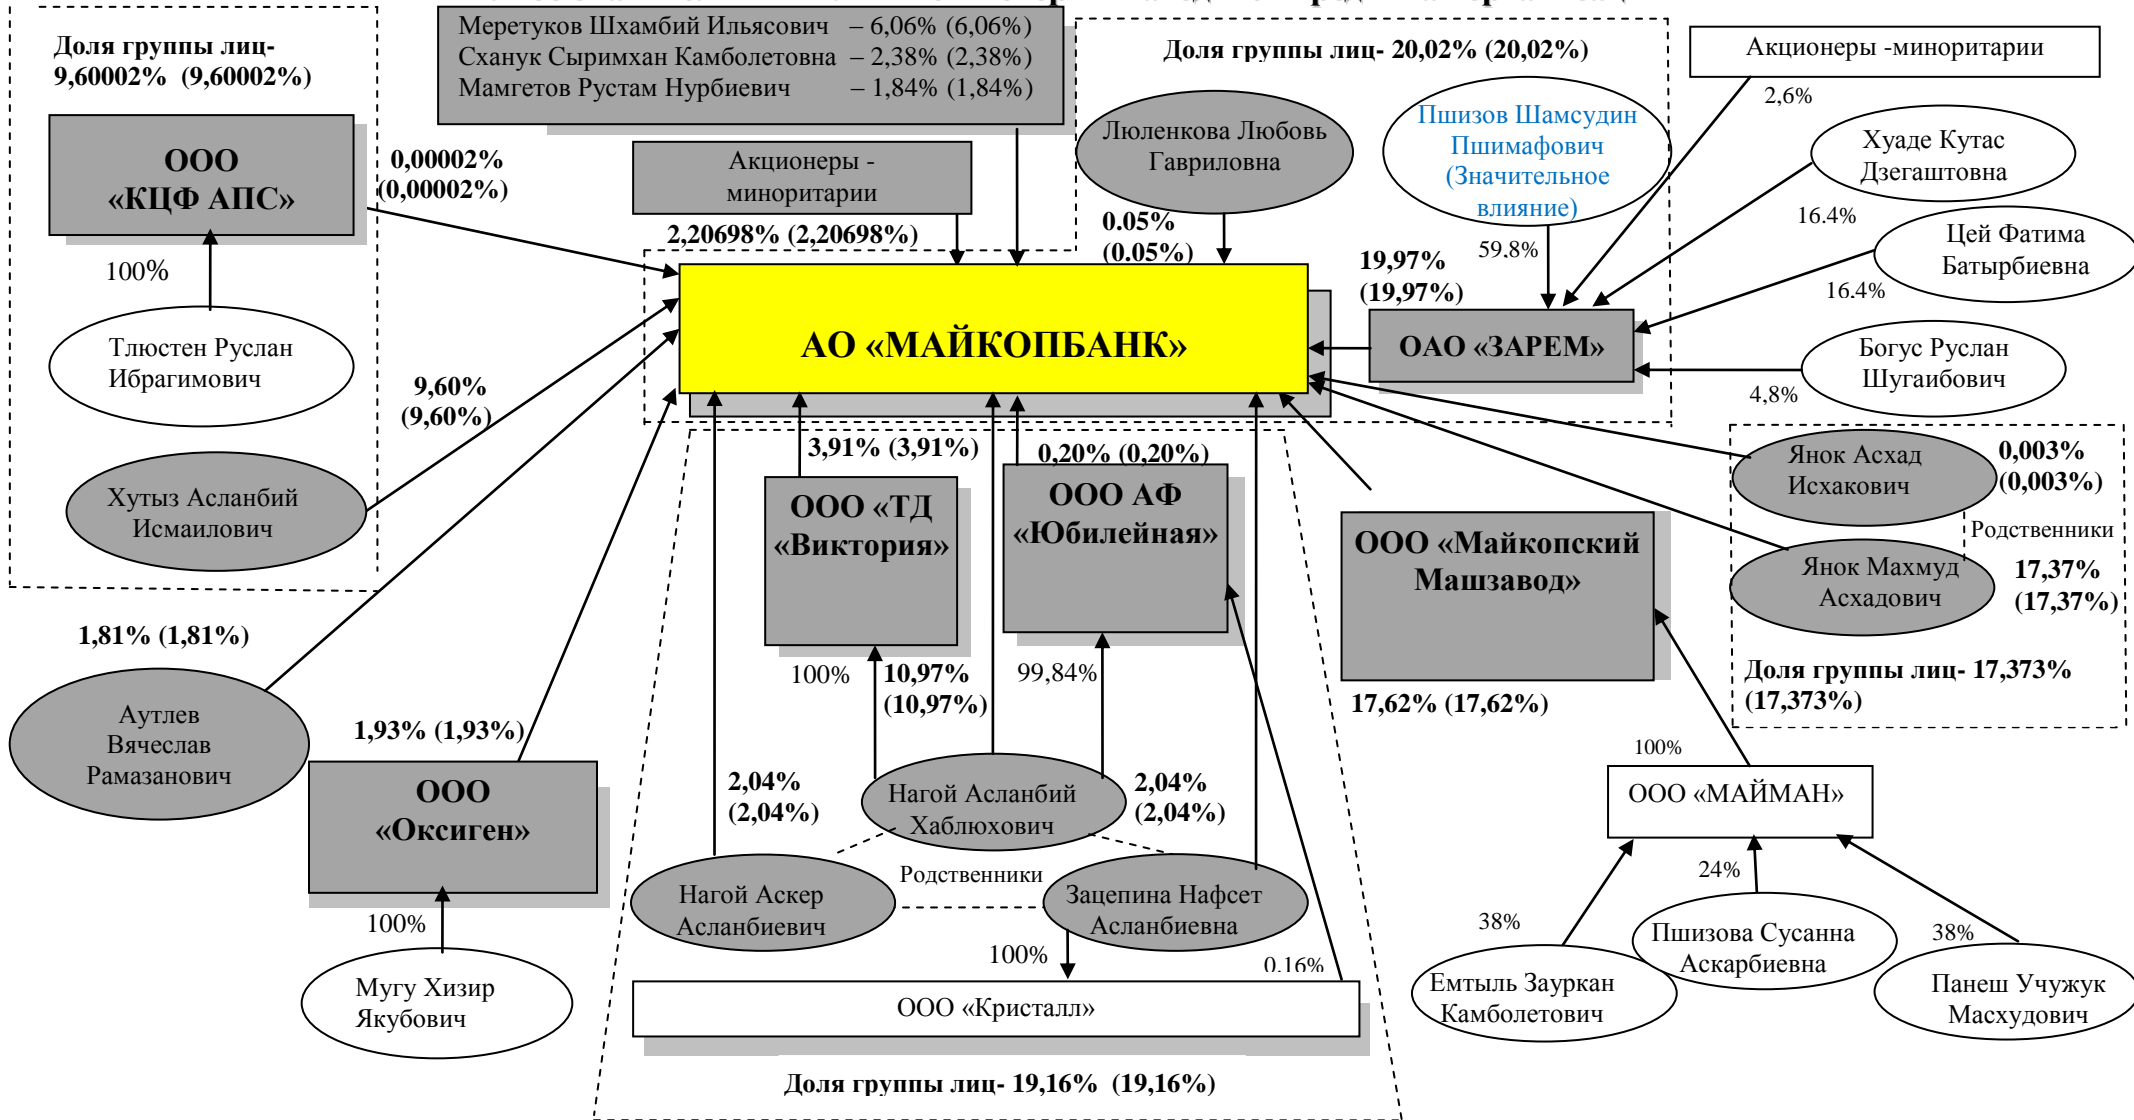 Доля группы лиц-
9,60002% (9,60002%)
ООО
«КЦФ АПС»
0,00002%
(0,00002%)
100%
Тлюстен Руслан
Ибрагимович
9,60%
(9,60%)
Хутыз Асланбий
Исмаилович
Меретуков Шхамбий Ильясович – 6,06% (6,06%)
Схануk Сыримхан Камболетовна – 2,38% (2,38%)
Мамгетов Рустам Нурбиевич – 1,84% (1,84%)
Акционеры -
миноритарии
2,20698% (2,20698%)
Доля группы лиц- 20,02% (20,02%)
Люленкова Любовь
Гавриловна
0.05%
(0.05%)
Пшизов Шамсудин
Пшимафович
(Значительное
влияние)
59.8%
19,97%
(19,97%)
Акционеры -миноритарии
2,6%
Хуаде Кутас
Дзегаштовна
16.4%
Цей Фатима
Батырбиевна
16.4%
Богус Руслан
Шугаибович
4,8%
АО «МАЙКОПБАНК»
ОАО «ЗАРЕМ»
1,81% (1,81%)
Аутлев
Вячеслав
Рамазанович
1,93% (1,93%)
ООО
«Оксиген»
100%
Мугу Хизир
Якубович
3,91% (3,91%)
ООО «ТД
«Виктория»
100%
0,20% (0,20%)
ООО АФ
«Юбилейная»
99,84%
10,97%
(10,97%)
2,04%
(2,04%)
Нагой Асланбий
Хаблюхович
2,04%
(2,04%)
Родственники
Нагой Аскер
Асланбиевич
Зацепина Нафсет
Асланбиевна
100%
0.16%
ООО «Кристалл»
Доля группы лиц- 19,16% (19,16%)
ООО «Майкопский
Машзавод»
17,62% (17,62%)
100%
ООО «МАЙМАН»
38%
24%
38%
Емтыль Зауркан
Камболетович
Пшизова Сусанна
Аскарбиевна
Панеш Учужук
Масхудович
Янок Асхад
Исхакович
0,003%
(0,003%)
Родственники
Янок Махмуд
Асхадович
17,37%
(17,37%)
Доля группы лиц- 17,373%
(17,373%)